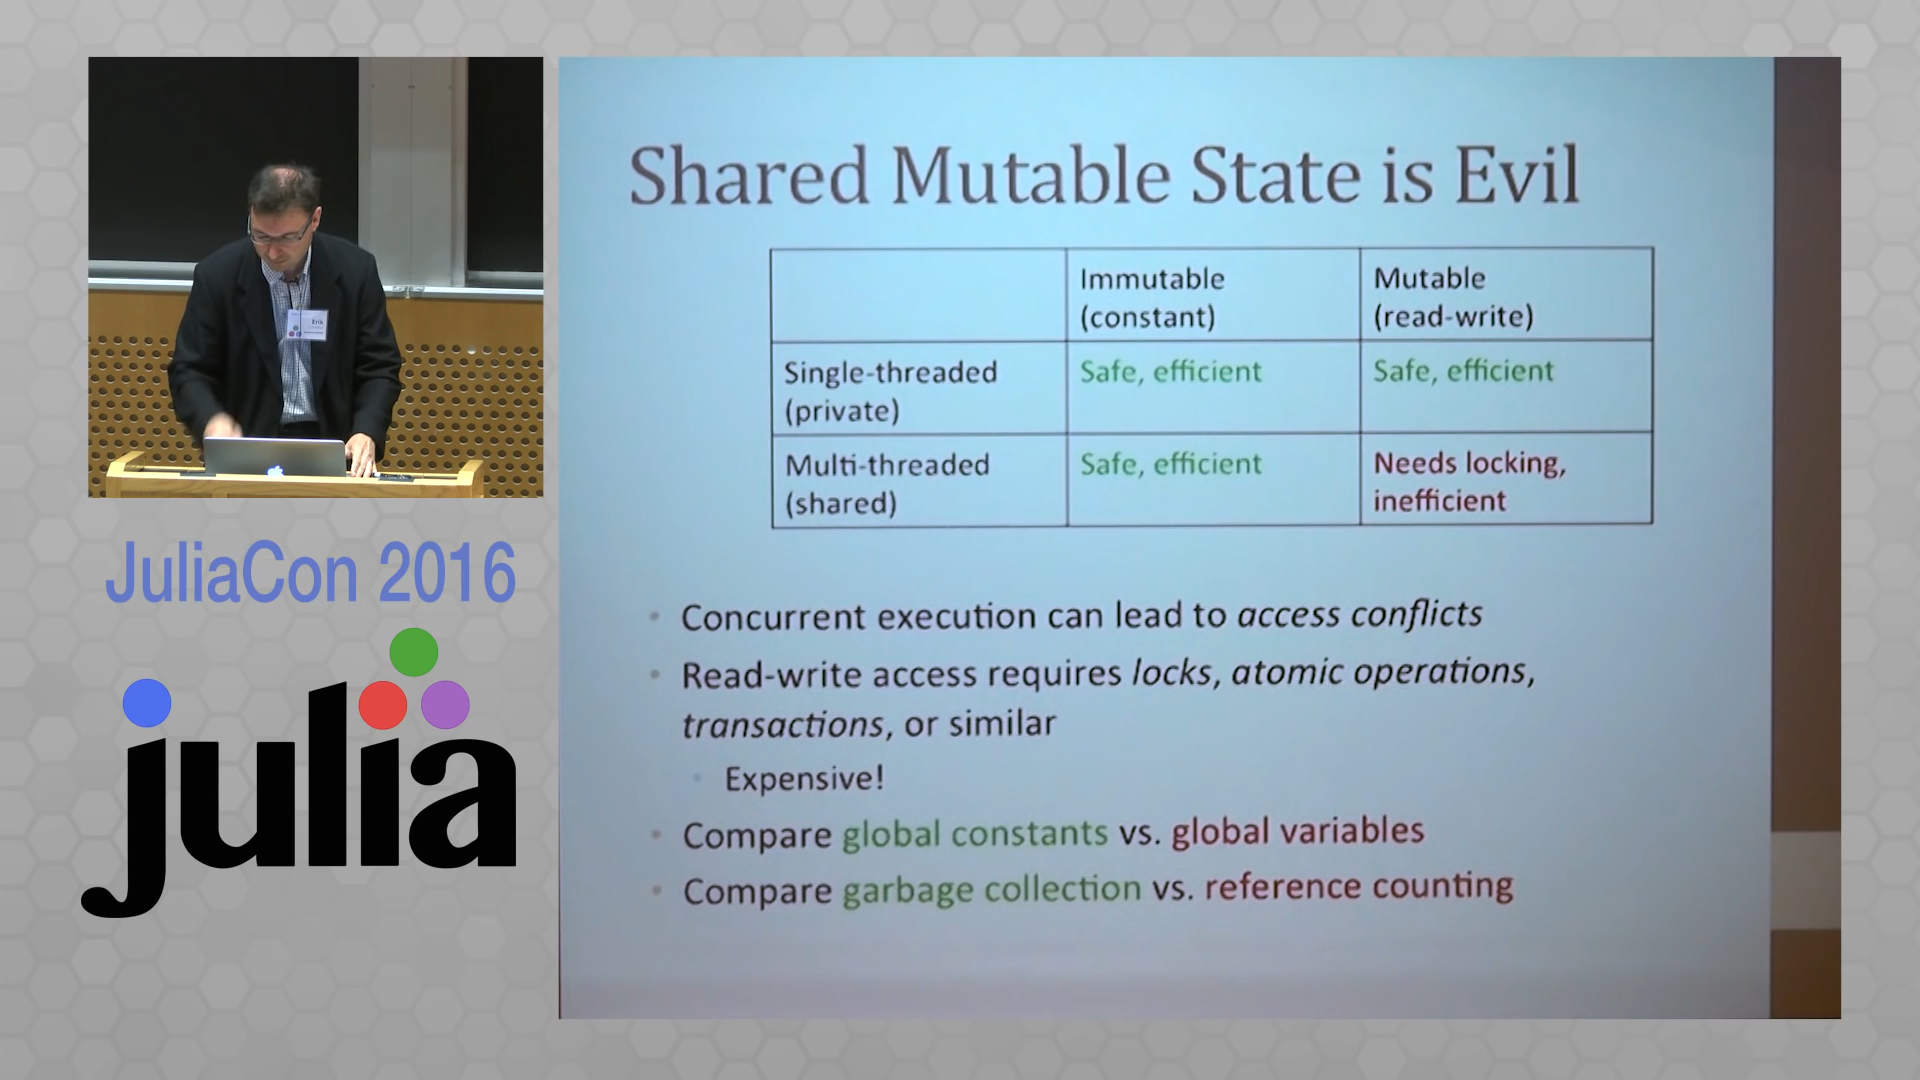 Erik
JuliaCon 2016
julia
Shared Mutable State is Evil
Immutable
(constant)
Mutable
(read-write)
Single-threaded
(private)
Safe, efficient
Safe, efficient
Multi-threaded
(shared)
Safe, efficient
Needs locking,
inefficient
• Concurrent execution can lead to access conflicts
• Read-write access requires locks, atomic operations,
transactions, or similar
• Expensive!
• Compare global constants vs. global variables
• Compare garbage collection vs. reference counting